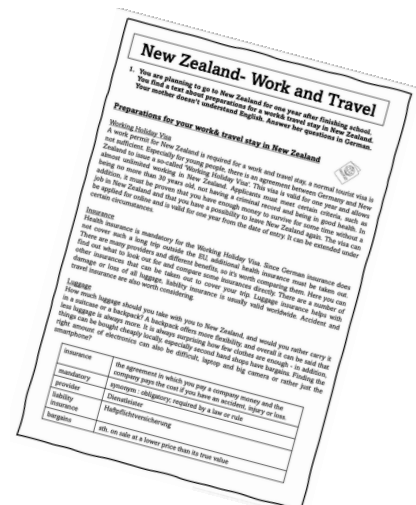 New Zealand- Work and Travel
1. You are planning to go to New Zealand for one year after finishing school.
You find a text about preparations for a work& travel stay in New Zealand.
Your mother doesn't understand English. Answer her questions in German.
Preparations for your work& travel stay in New Zealand
Working Holiday Visa
A work permit for New Zealand is required for a work and travel stay, a normal tourist visa is
not sufficient. Especially for young people, there is an agreement between Germany and New
Zealand to issue a so-called 'Working Holiday Visa'. This visa is valid for one year and allows
almost unlimited working in New Zealand. Applicants must meet certain criteria, such as
being no more than 30 years old, not having a criminal record and being in good health. In
addition, it must be proven that you have enough money to survive for some time without a
job in New Zealand and that you have a possibility to leave New Zealand again. The visa can
be applied for online and is valid for one year from the date of entry. It can be extended under
certain circumstances.
Insurance
Health insurance is mandatory for the Working Holiday Visa. Since German insurance does
not cover such a long trip outside the EU, additional health insurance must be taken out.
There are many providers and different benefits, so it's worth comparing them. Here you can
find out what to look out for and compare some insurances directly. There are a number of
other insurances that can be taken out to cover your trip. Luggage insurance helps with
damage or loss of all luggage, liability insurance is usually valid worldwide. Accident and
travel insurance are also worth considering.
Luggage
How much luggage should you take with you to New Zealand, and would you rather carry it
in a suitcase or a backpack? A backpack offers more flexibility, and overall it can be said that
less luggage is always more. It is always surprising how few clothes are enough - in addition,
things can be bought cheaply locally, especially second hand shops have bargains. Finding the
right amount of electronics can also be difficult, laptop and big camera or rather just the
smartphone?
insurance
the agreement in which you pay a company money and the
company pays the cost if you have an accident, injury or loss.
mandatory
synonym : obligatory; required by a law or rule
provider
Dienstleister
liability
insurance
Haftpflichtversicherung
bargains
sth. on sale at a lower price than its true value